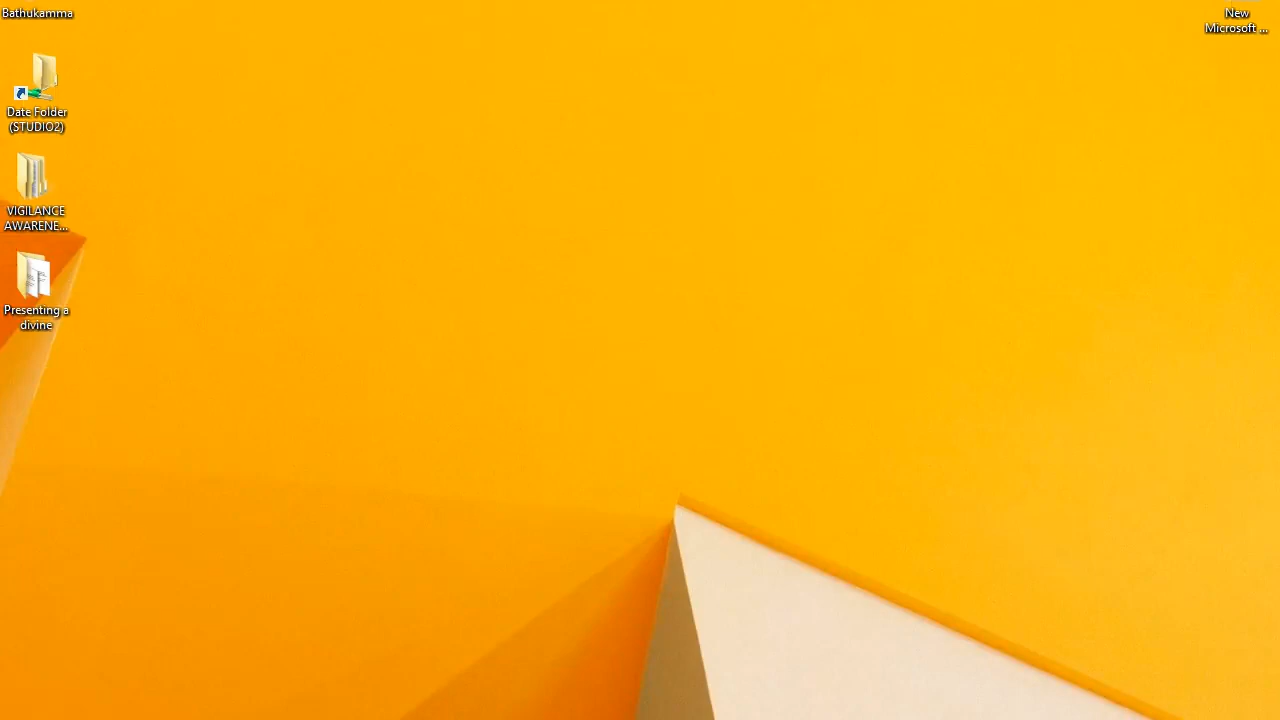 Bathukamma
New
Microsoft ...
Date Folder
(STUDIO2)
VIGILANCE
AWARENE...
Presenting a
divine